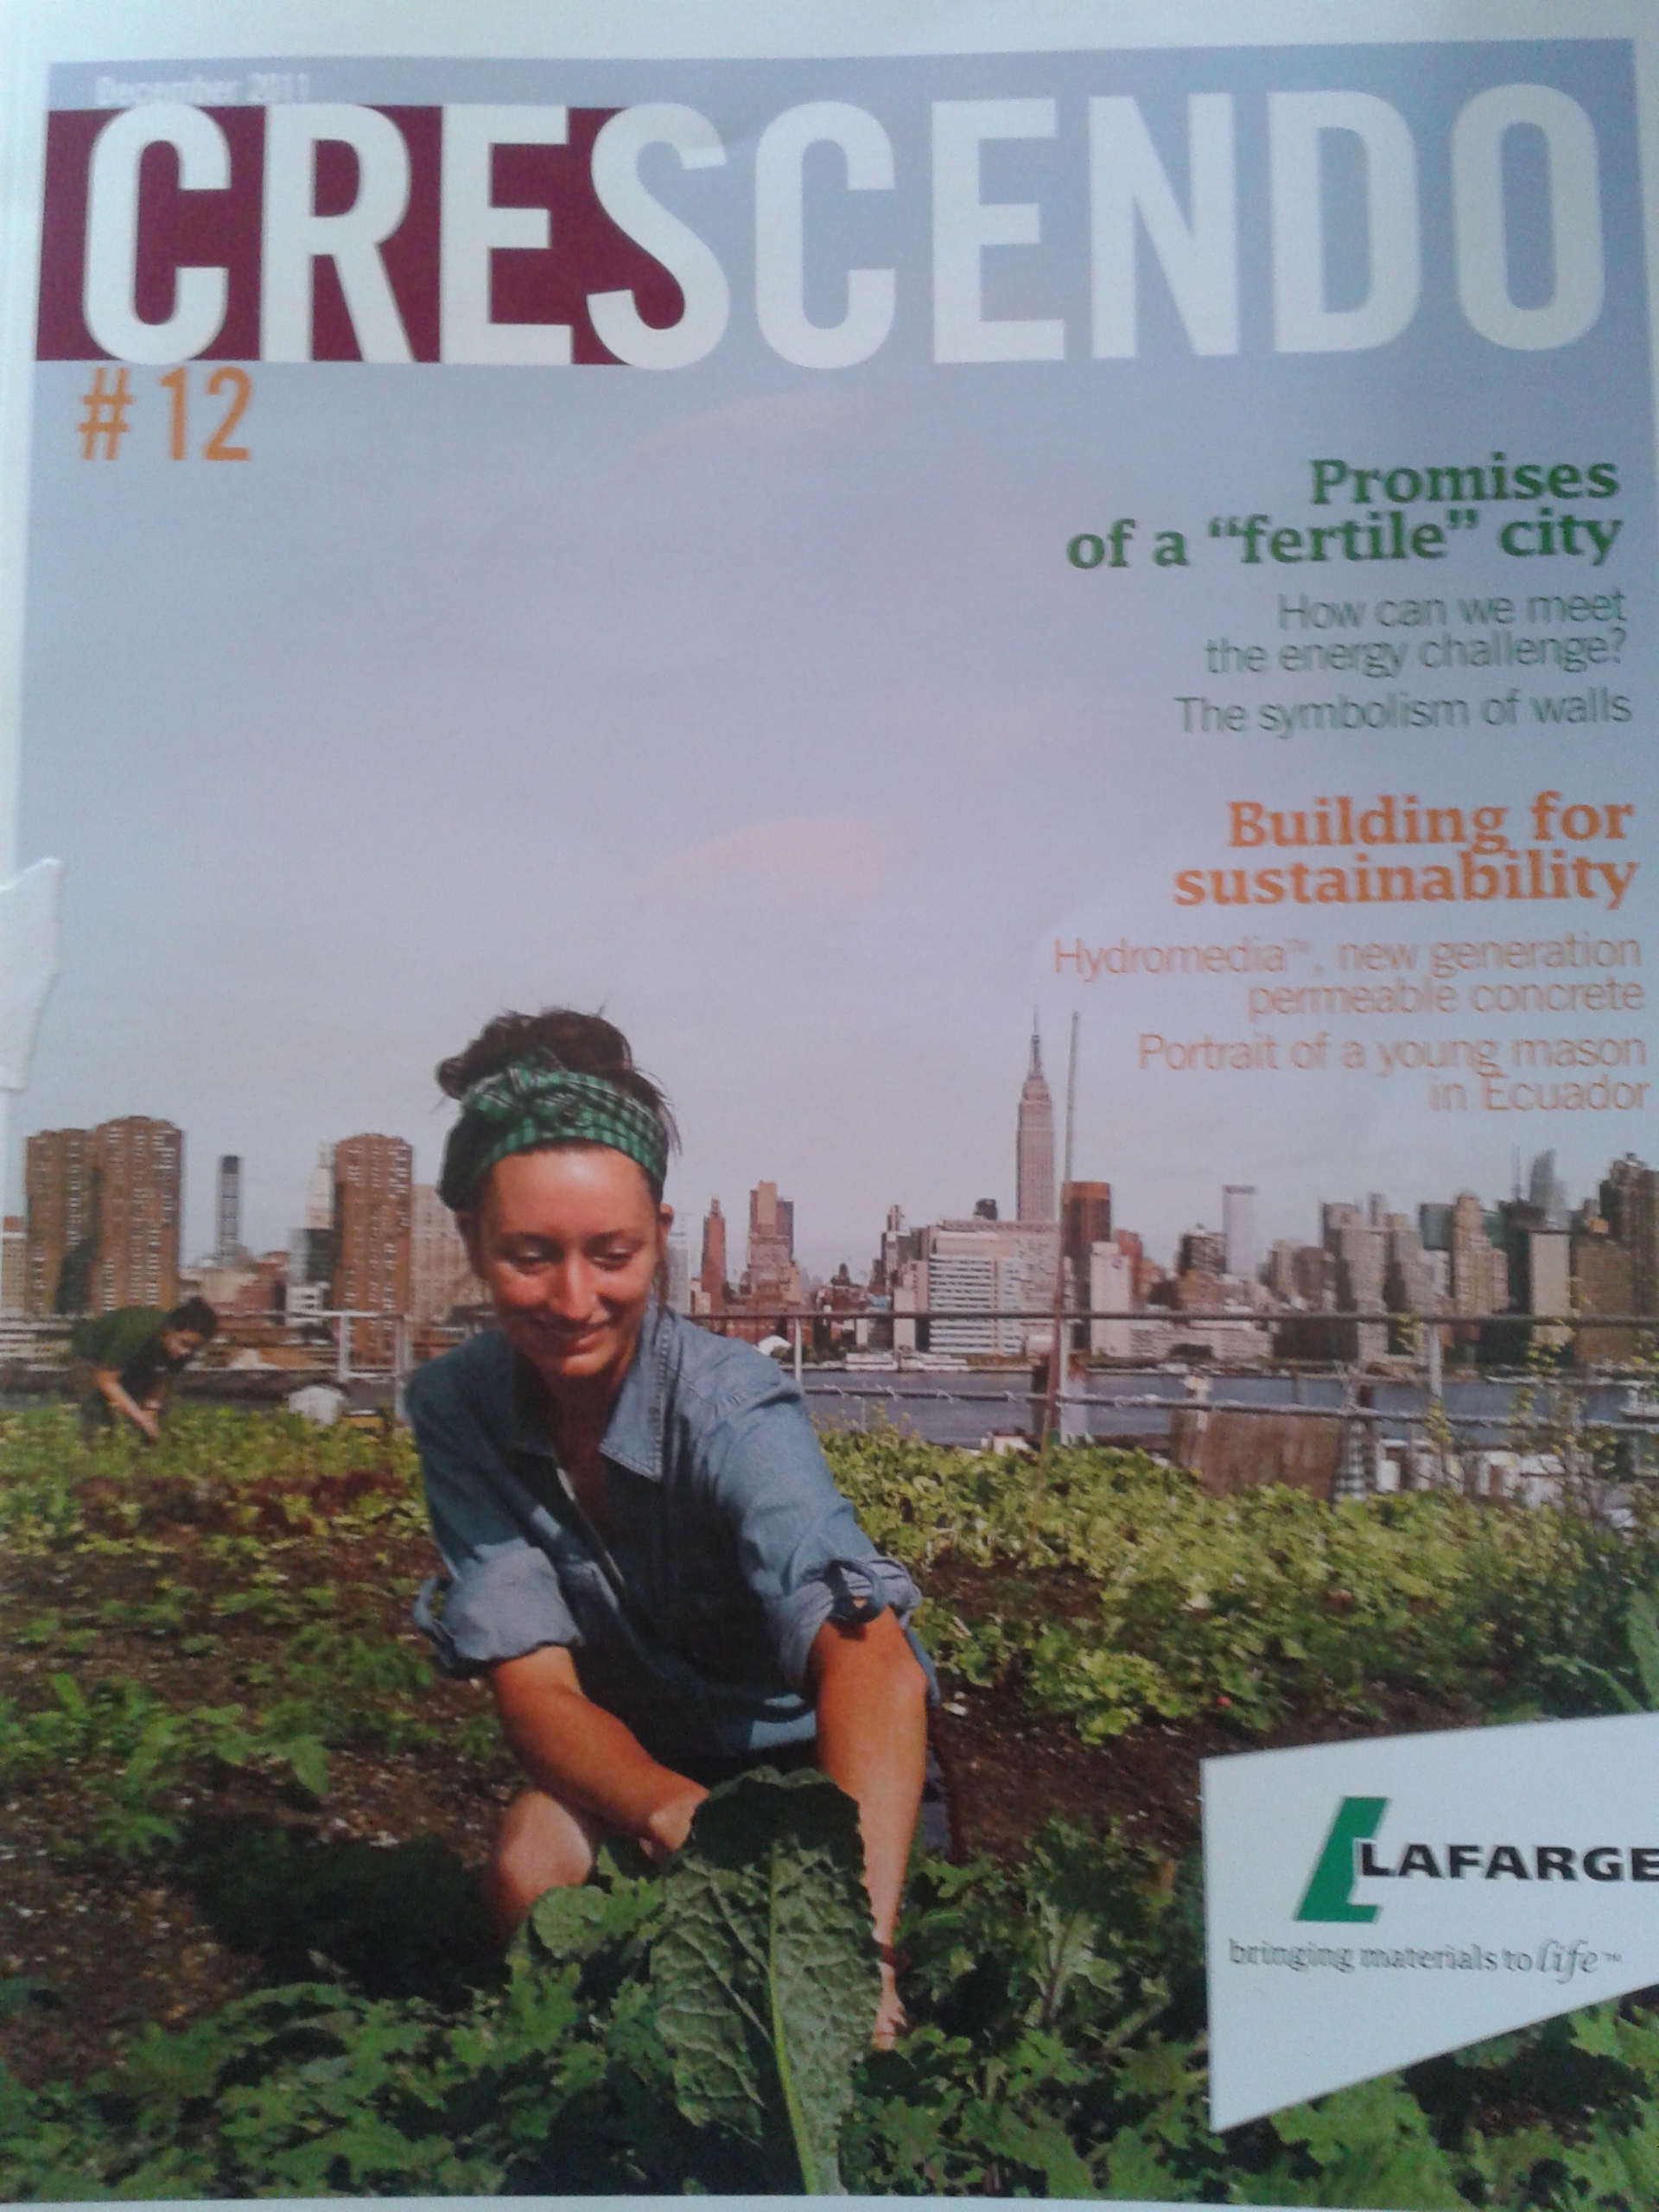 December 2011
CRESCENDO
#12
Promises
of a “fertile” city
How can we meet
the energy challenge?
The symbolism of walls
Building for
sustainability
Hydromedia™, new generation
permeable concrete
Portrait of a young mason
in Ecuador
LAFARGE
bringing materials to life™